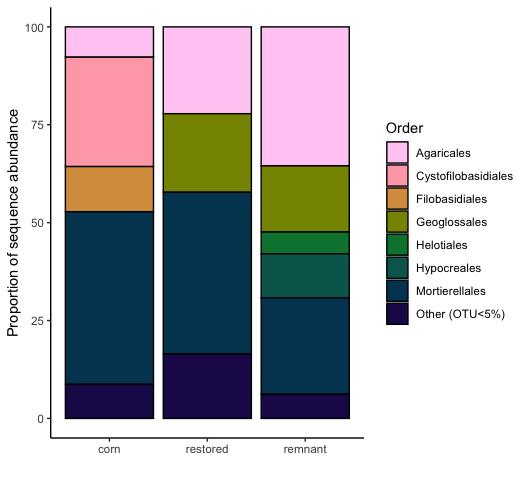 Proportion of sequence abundance
100
75
50
25
0
corn restored remnant
Order
Agaricales
Cystofilobasidiales
Filobasidiales
Geoglossales
Helotiales
Hypocreales
Mortierellales
Other (OTU<5%)